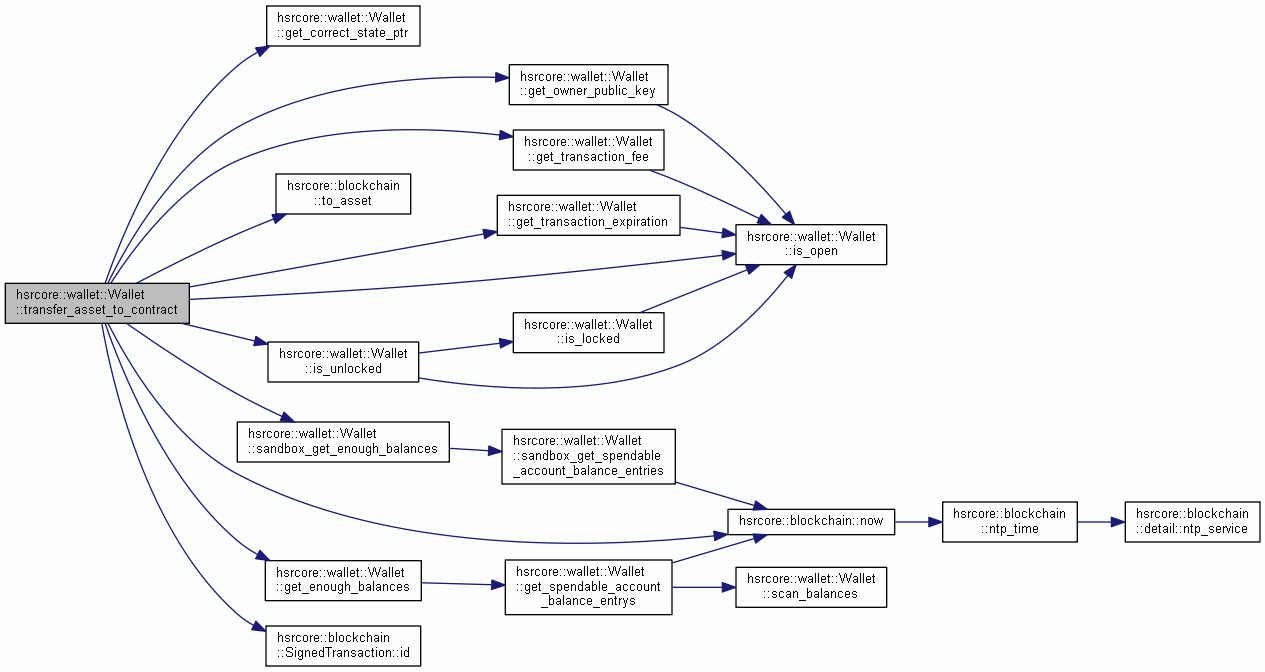 hsrcore::wallet::Wallet
::get_correct_state_ptr
hsrcore::wallet::Wallet
::get_owner_public_key
hsrcore::wallet::Wallet
::get_transaction_fee
hsrcore::blockchain
::to_asset
hsrcore::wallet::Wallet
::get_transaction_expiration
hsrcore::wallet::Wallet
::is_open
hsrcore::wallet::Wallet
::transfer_asset_to_contract
hsrcore::wallet::Wallet
::is_locked
hsrcore::wallet::Wallet
::is_unlocked
hsrcore::wallet::Wallet
::sandbox_get_enough_balances
hsrcore::wallet::Wallet
::sandbox_get_spendable
_account_balance_entries
hsrcore::blockchain::now
hsrcore::blockchain
::ntp_time
hsrcore::blockchain
::detail::ntp_service
hsrcore::wallet::Wallet
::get_enough_balances
hsrcore::wallet::Wallet
::get_spendable_account
_balance_entrys
hsrcore::wallet::Wallet
::scan_balances
hsrcore::blockchain
::SignedTransaction::id